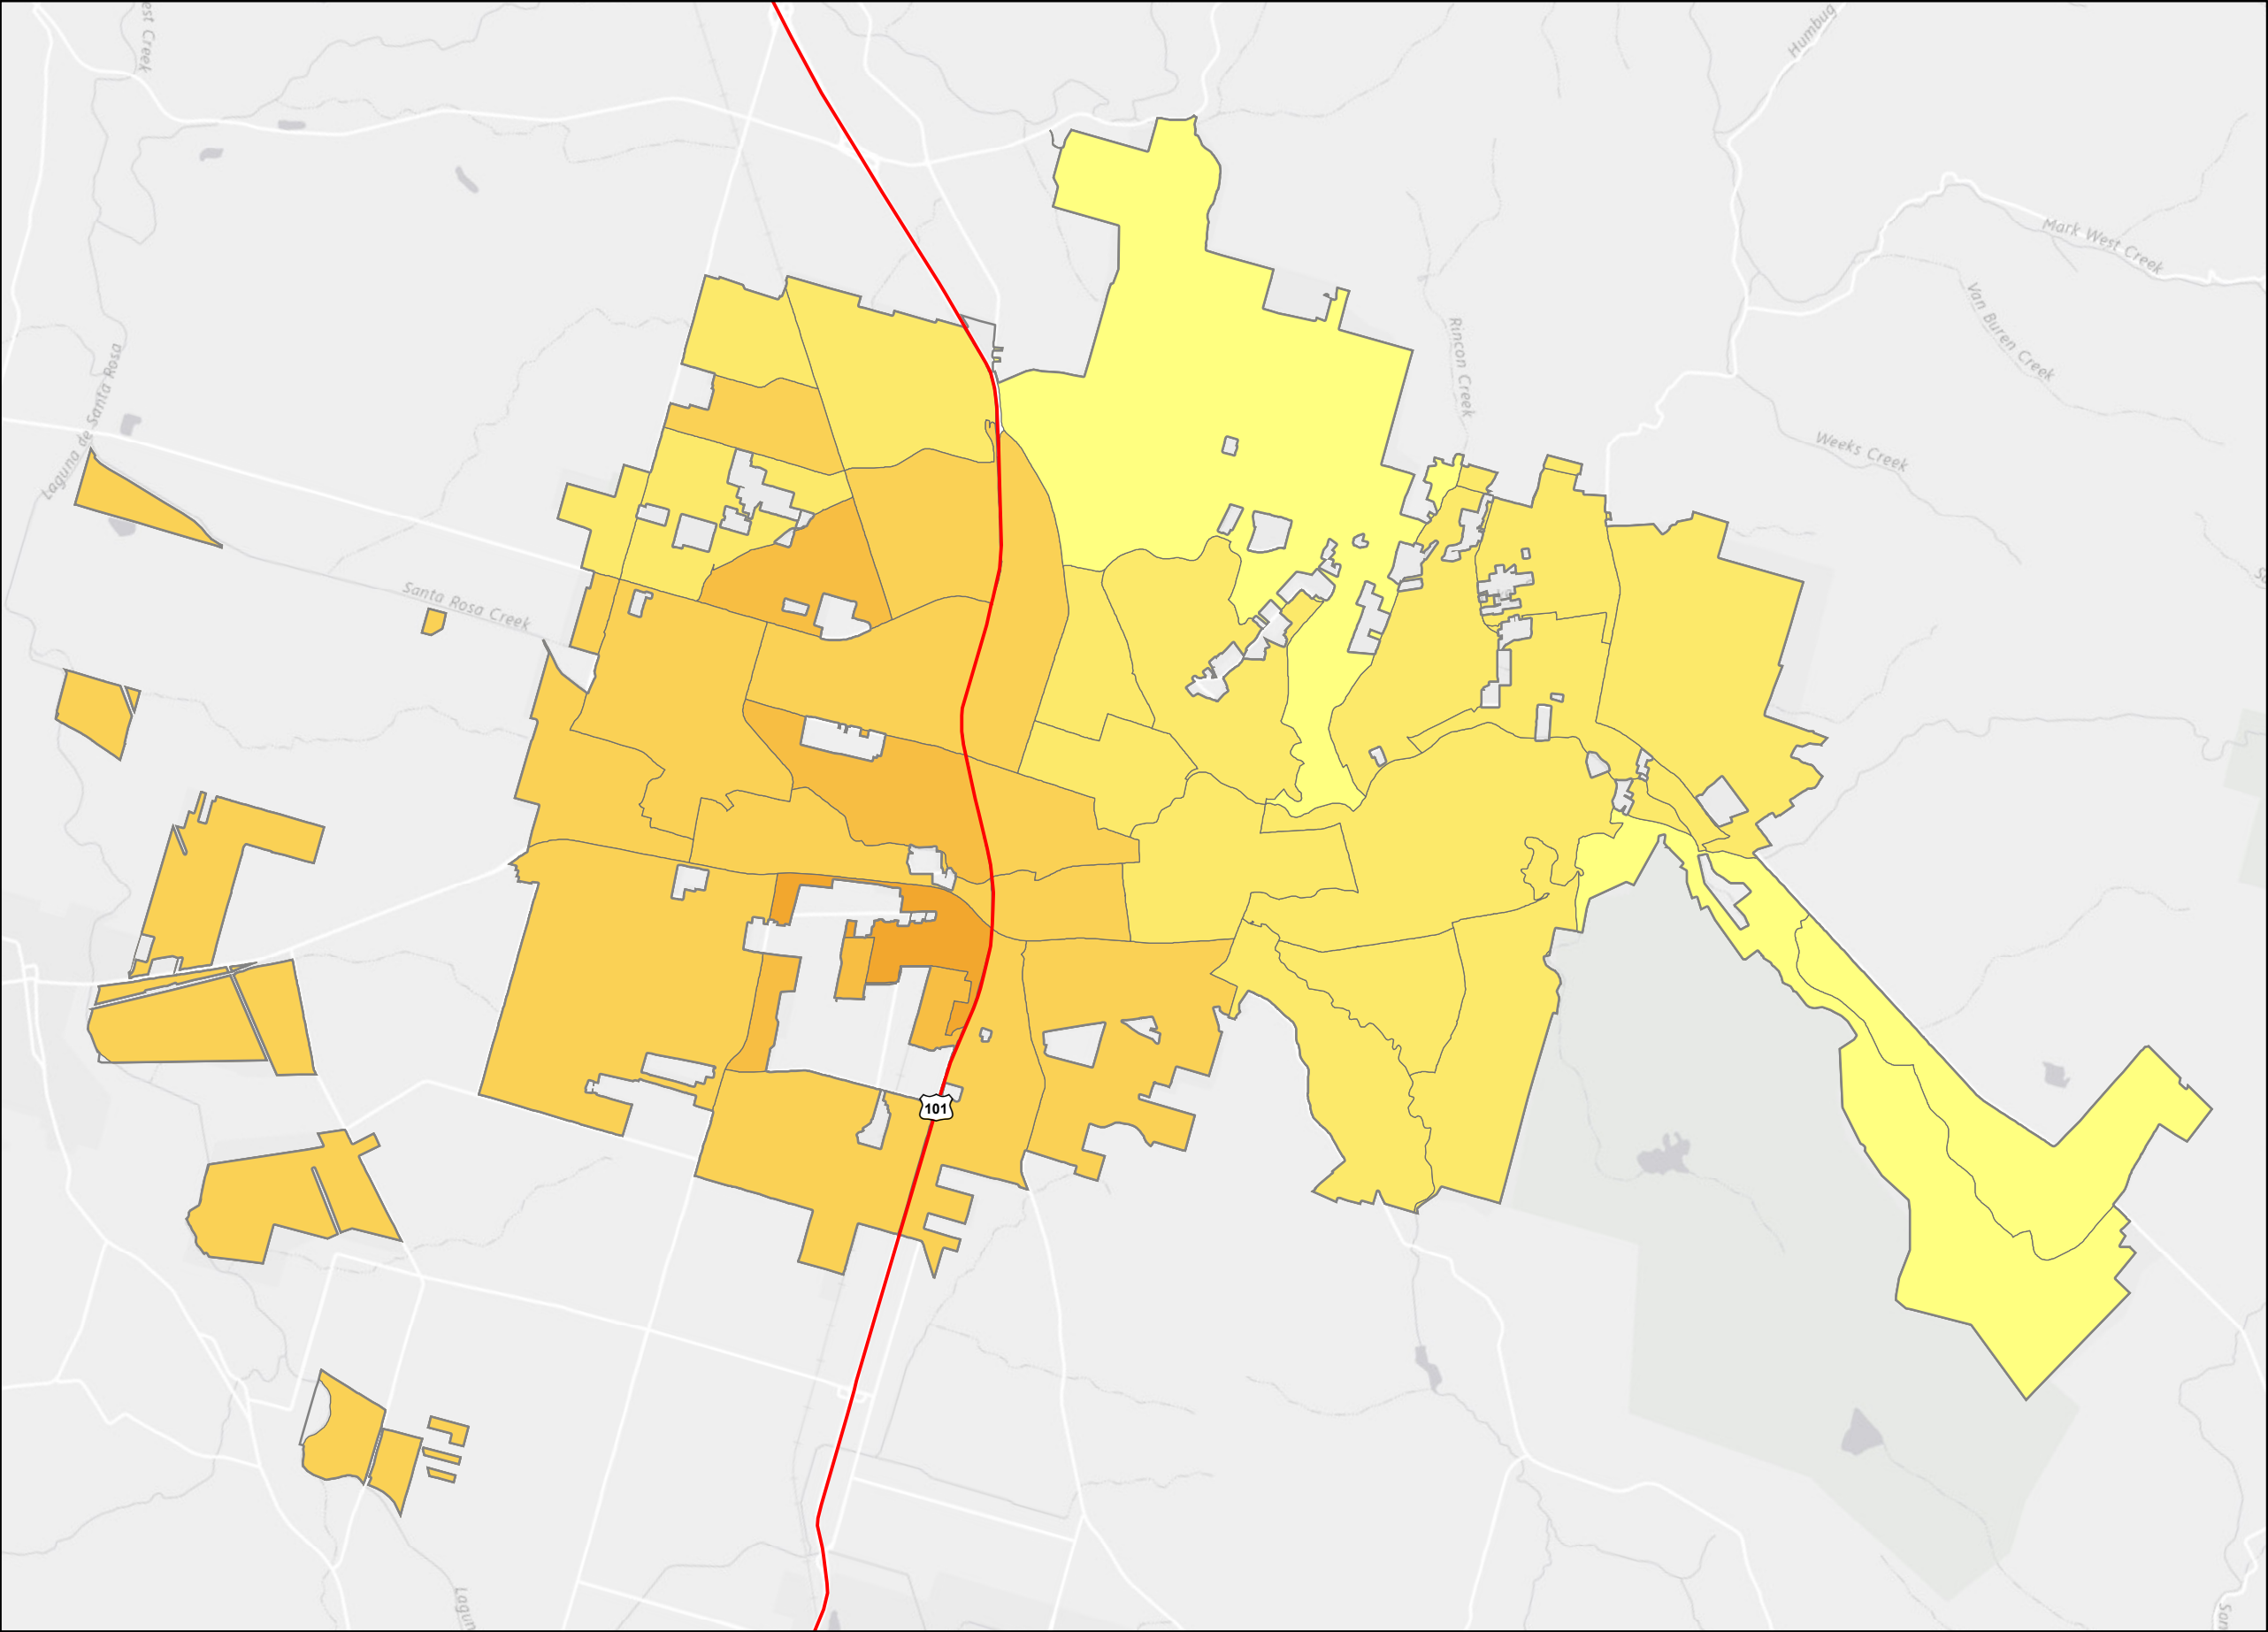 Humbug
Mark West Creek
Van Buren Creek
Rincon Creek
Laguna de Santa Rosa
Weeks Creek
Santa Rosa Creek
101